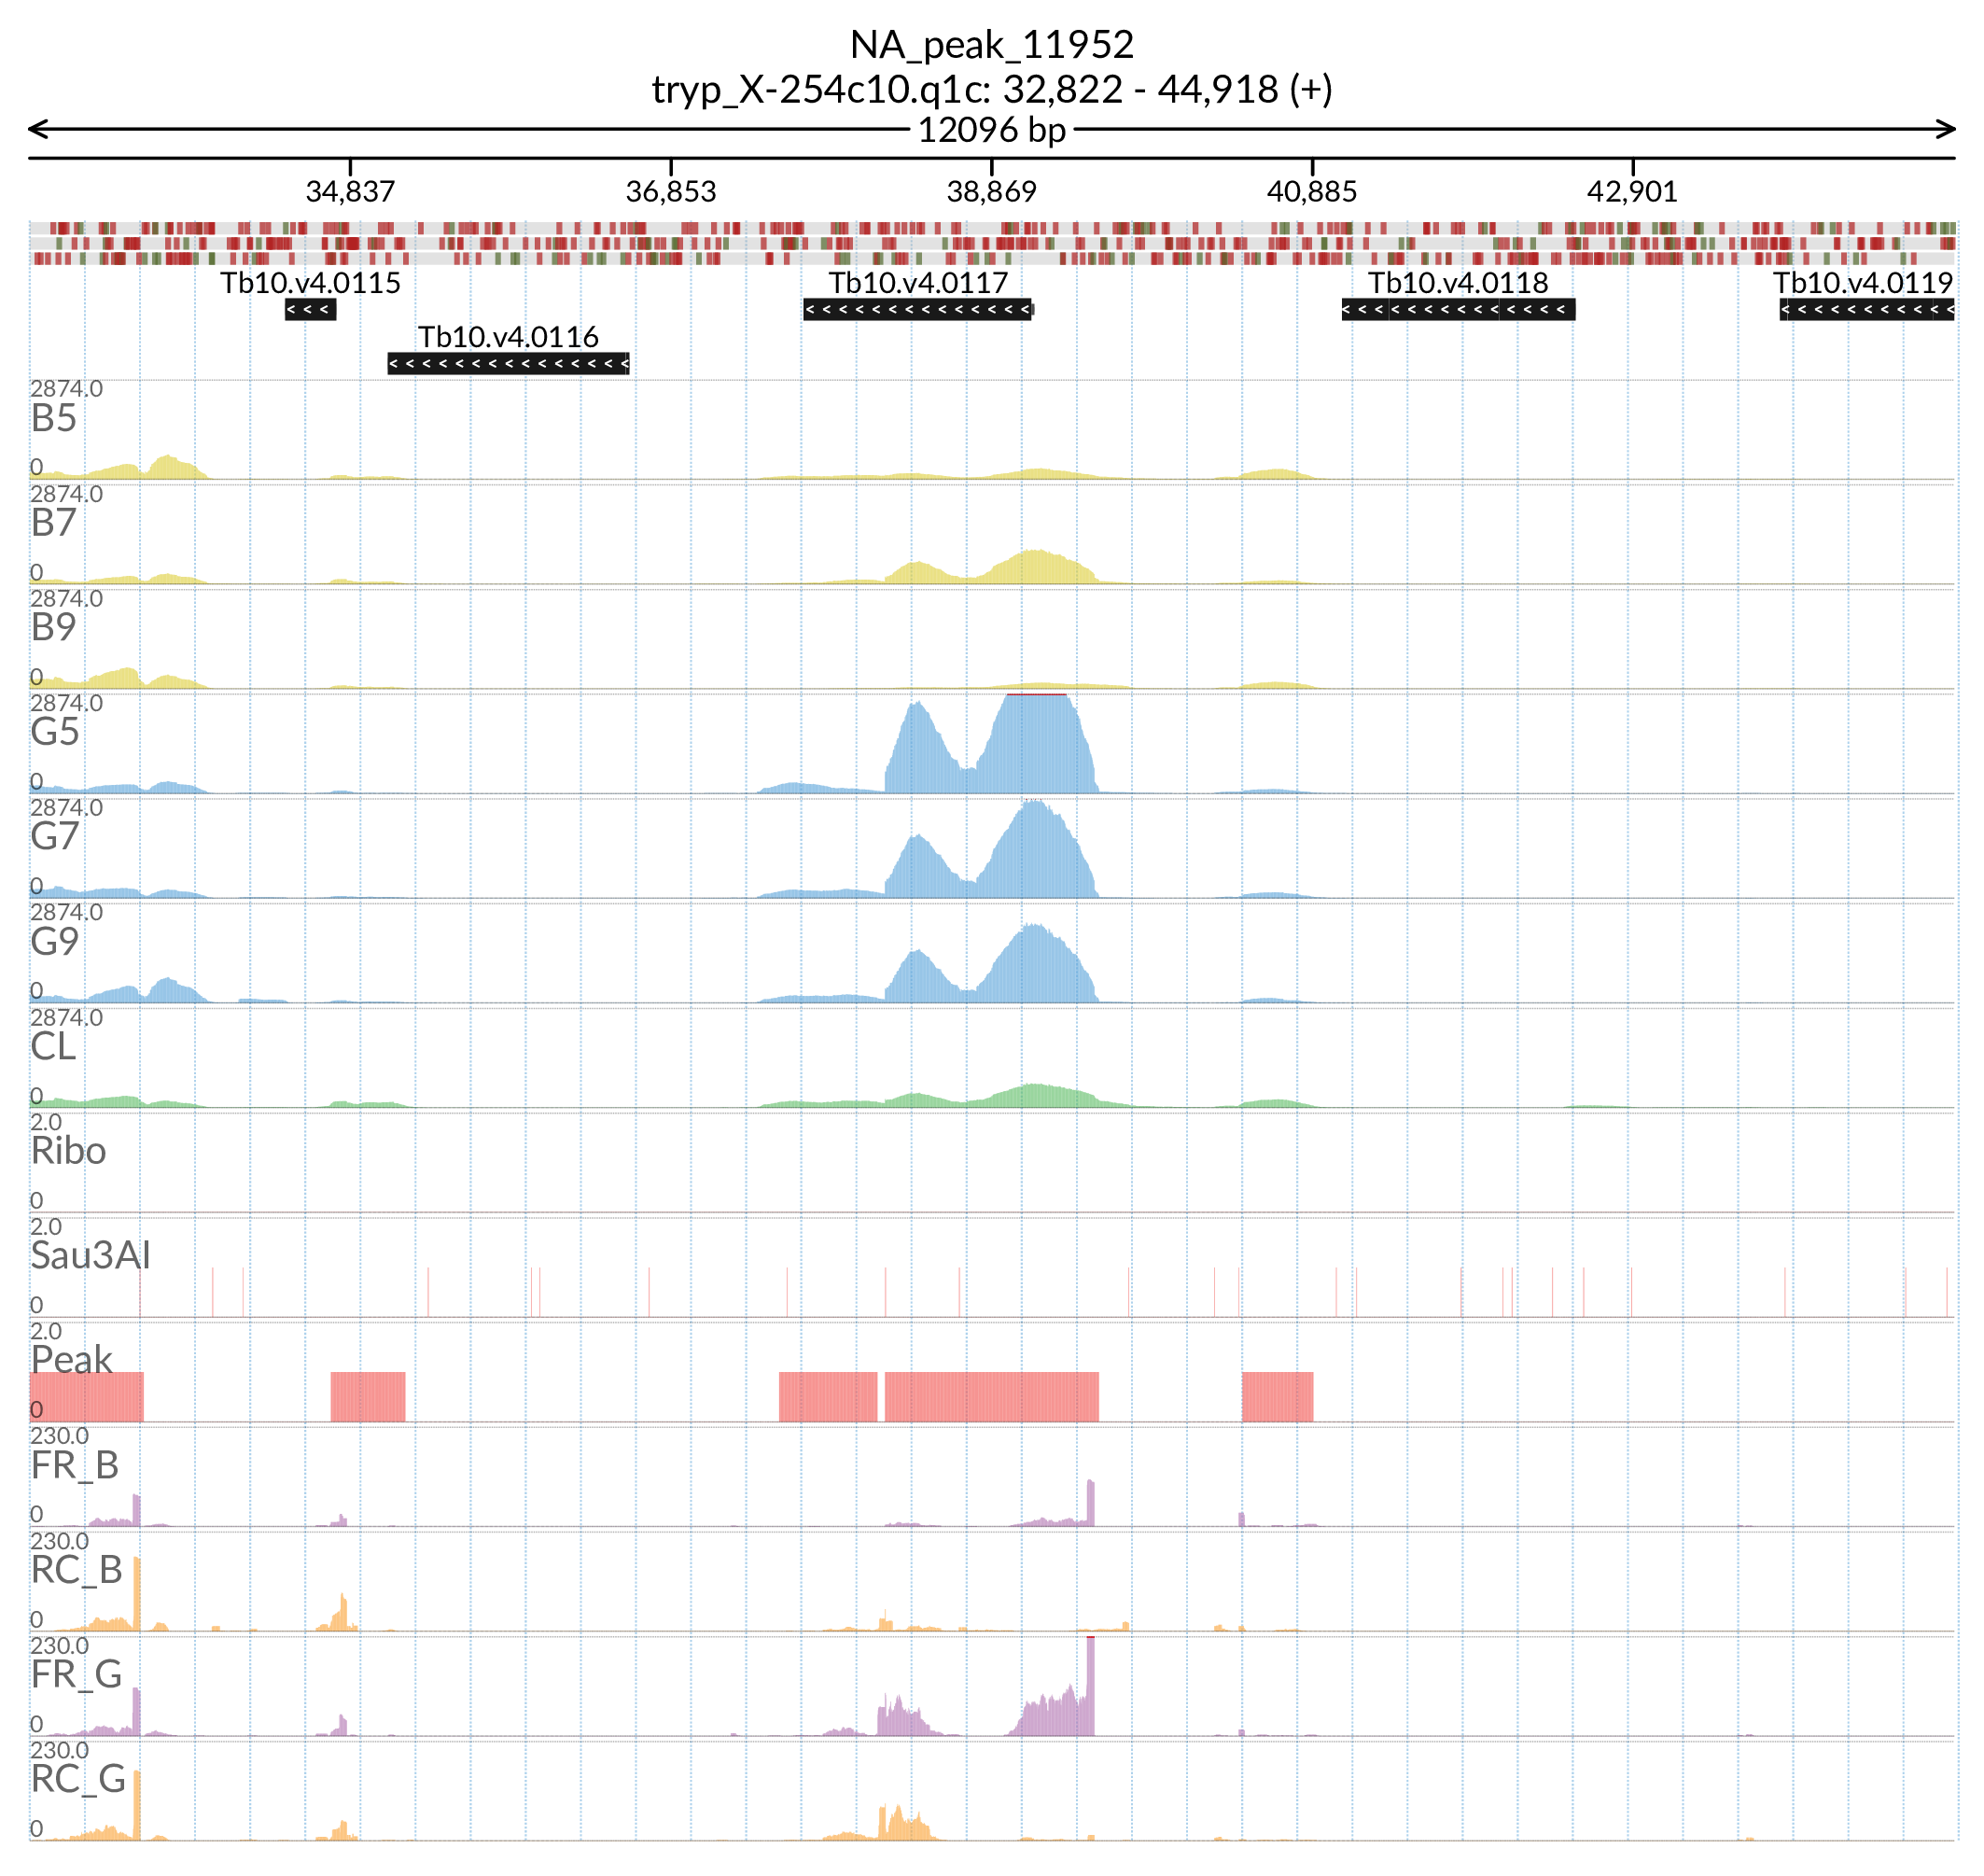 NA_peak_11952
tryp_X-254c10.q1c: 32,822 - 44,918 (+)
12096 bp
34,837 36,853 38,869 40,885 42,901
Tb10.v4.0115 Tb10.v4.0117 Tb10.v4.0118 Tb10.v4.0119
Tb10.v4.0116
2874.0
B5
0
2874.0
B7
0
2874.0
B9
0
2874.0
G5
0
2874.0
G7
0
2874.0
G9
0
2874.0
CL
0
2.0
Ribo
0
2.0
Sau3AI
0
2.0
Peak
0
230.0
FR_B
0
230.0
RC_B
0
230.0
FR_G
0
230.0
RC_G
0